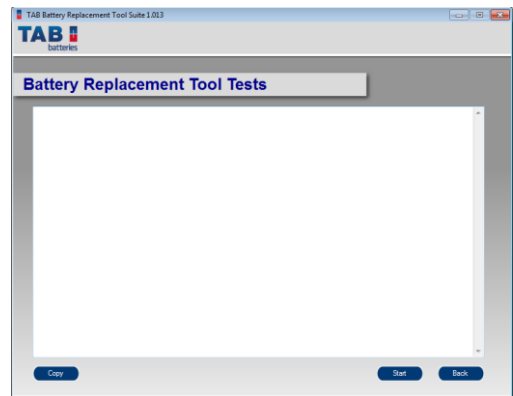 TAB Battery Replacement Tool Suite 1.013
TAB
batteries
Battery Replacement Tool Tests
Copy
Start
Back